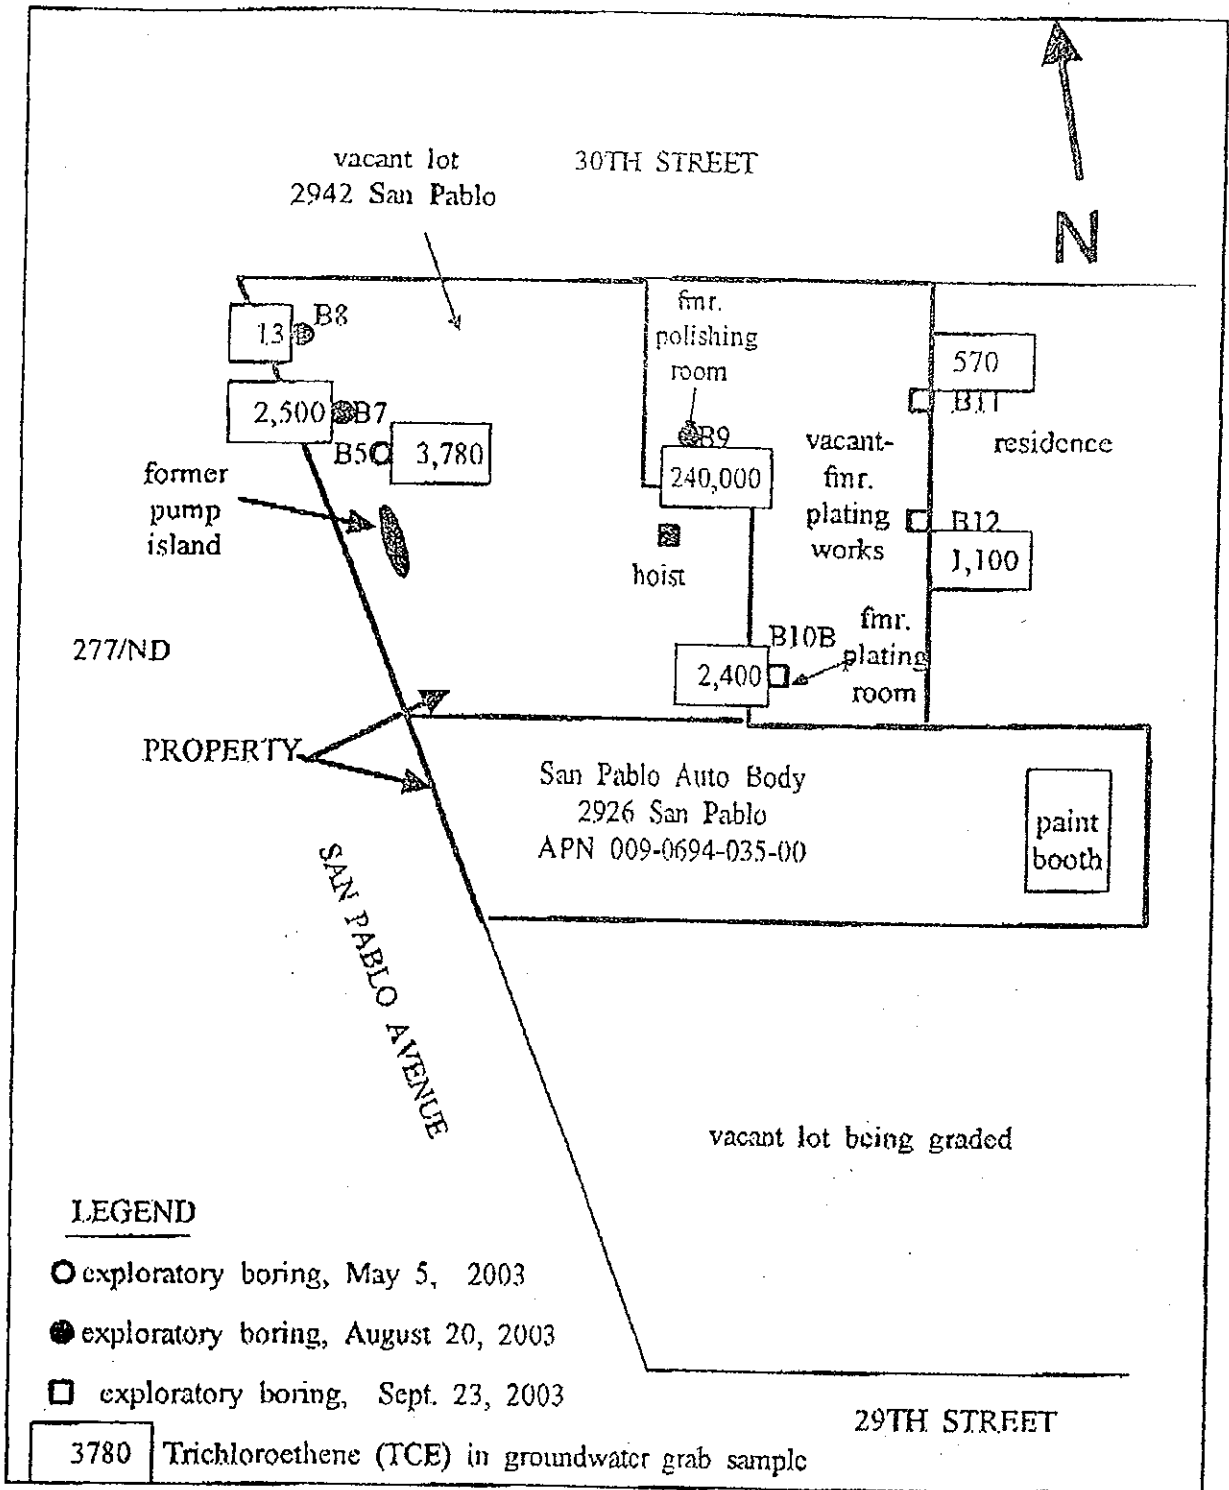 vacant lot
2942 San Pablo
30TH STREET
N
13
B8
2,500
B7
B5
3,780
former
pump
island
fmr.
polishing
room
B9
240,000
hoist
vacant-
fmr.
plating
works
570
B11
residence
B12
1,100
277/ND
B10B
2,400
fmr.
plating
room
PROPERTY
San Pablo Auto Body
2926 San Pablo
APN 009-0694-035-00
paint
booth
SAN PABLO AVENUE
vacant lot being graded
LEGEND
exploratory boring, May 5, 2003
exploratory boring, August 20, 2003
exploratory boring, Sept. 23, 2003
3780 Trichloroethene (TCE) in groundwater grab sample
29TH STREET